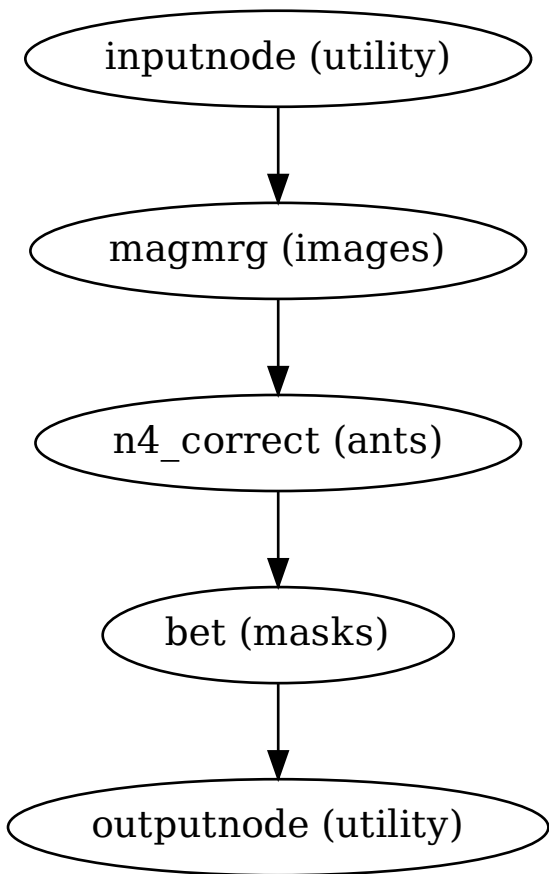 inputnode (utility)
magmrg (images)
n4_correct (ants)
bet (masks)
outputnode (utility)